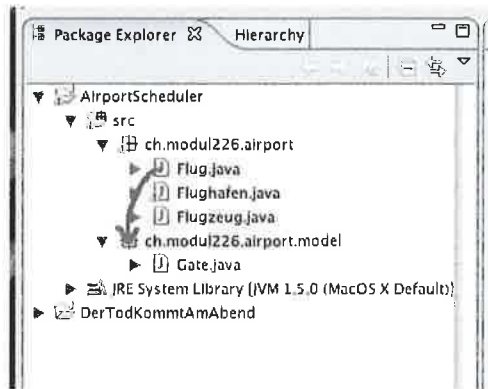 Package Explorer Hierarchy
AirportScheduler
src
ch.modul226.airport
Flug.java
Flughafen.java
Flugzeug.java
ch.modul226.airport.model
Gate.java
JRE System Library [JVM 1.5.0 (MacOS X Default)]
DerTodKommtAmAbend